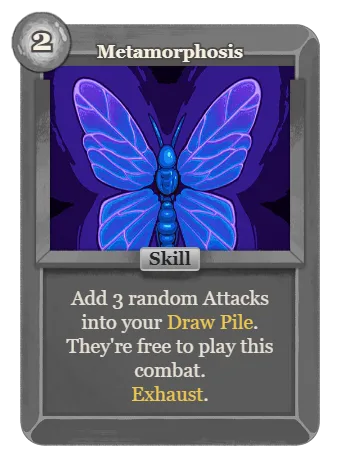 2
Metamorphosis
Skill
Add 3 random Attacks
into your Draw Pile.
They're free to play this
combat.
Exhaust.